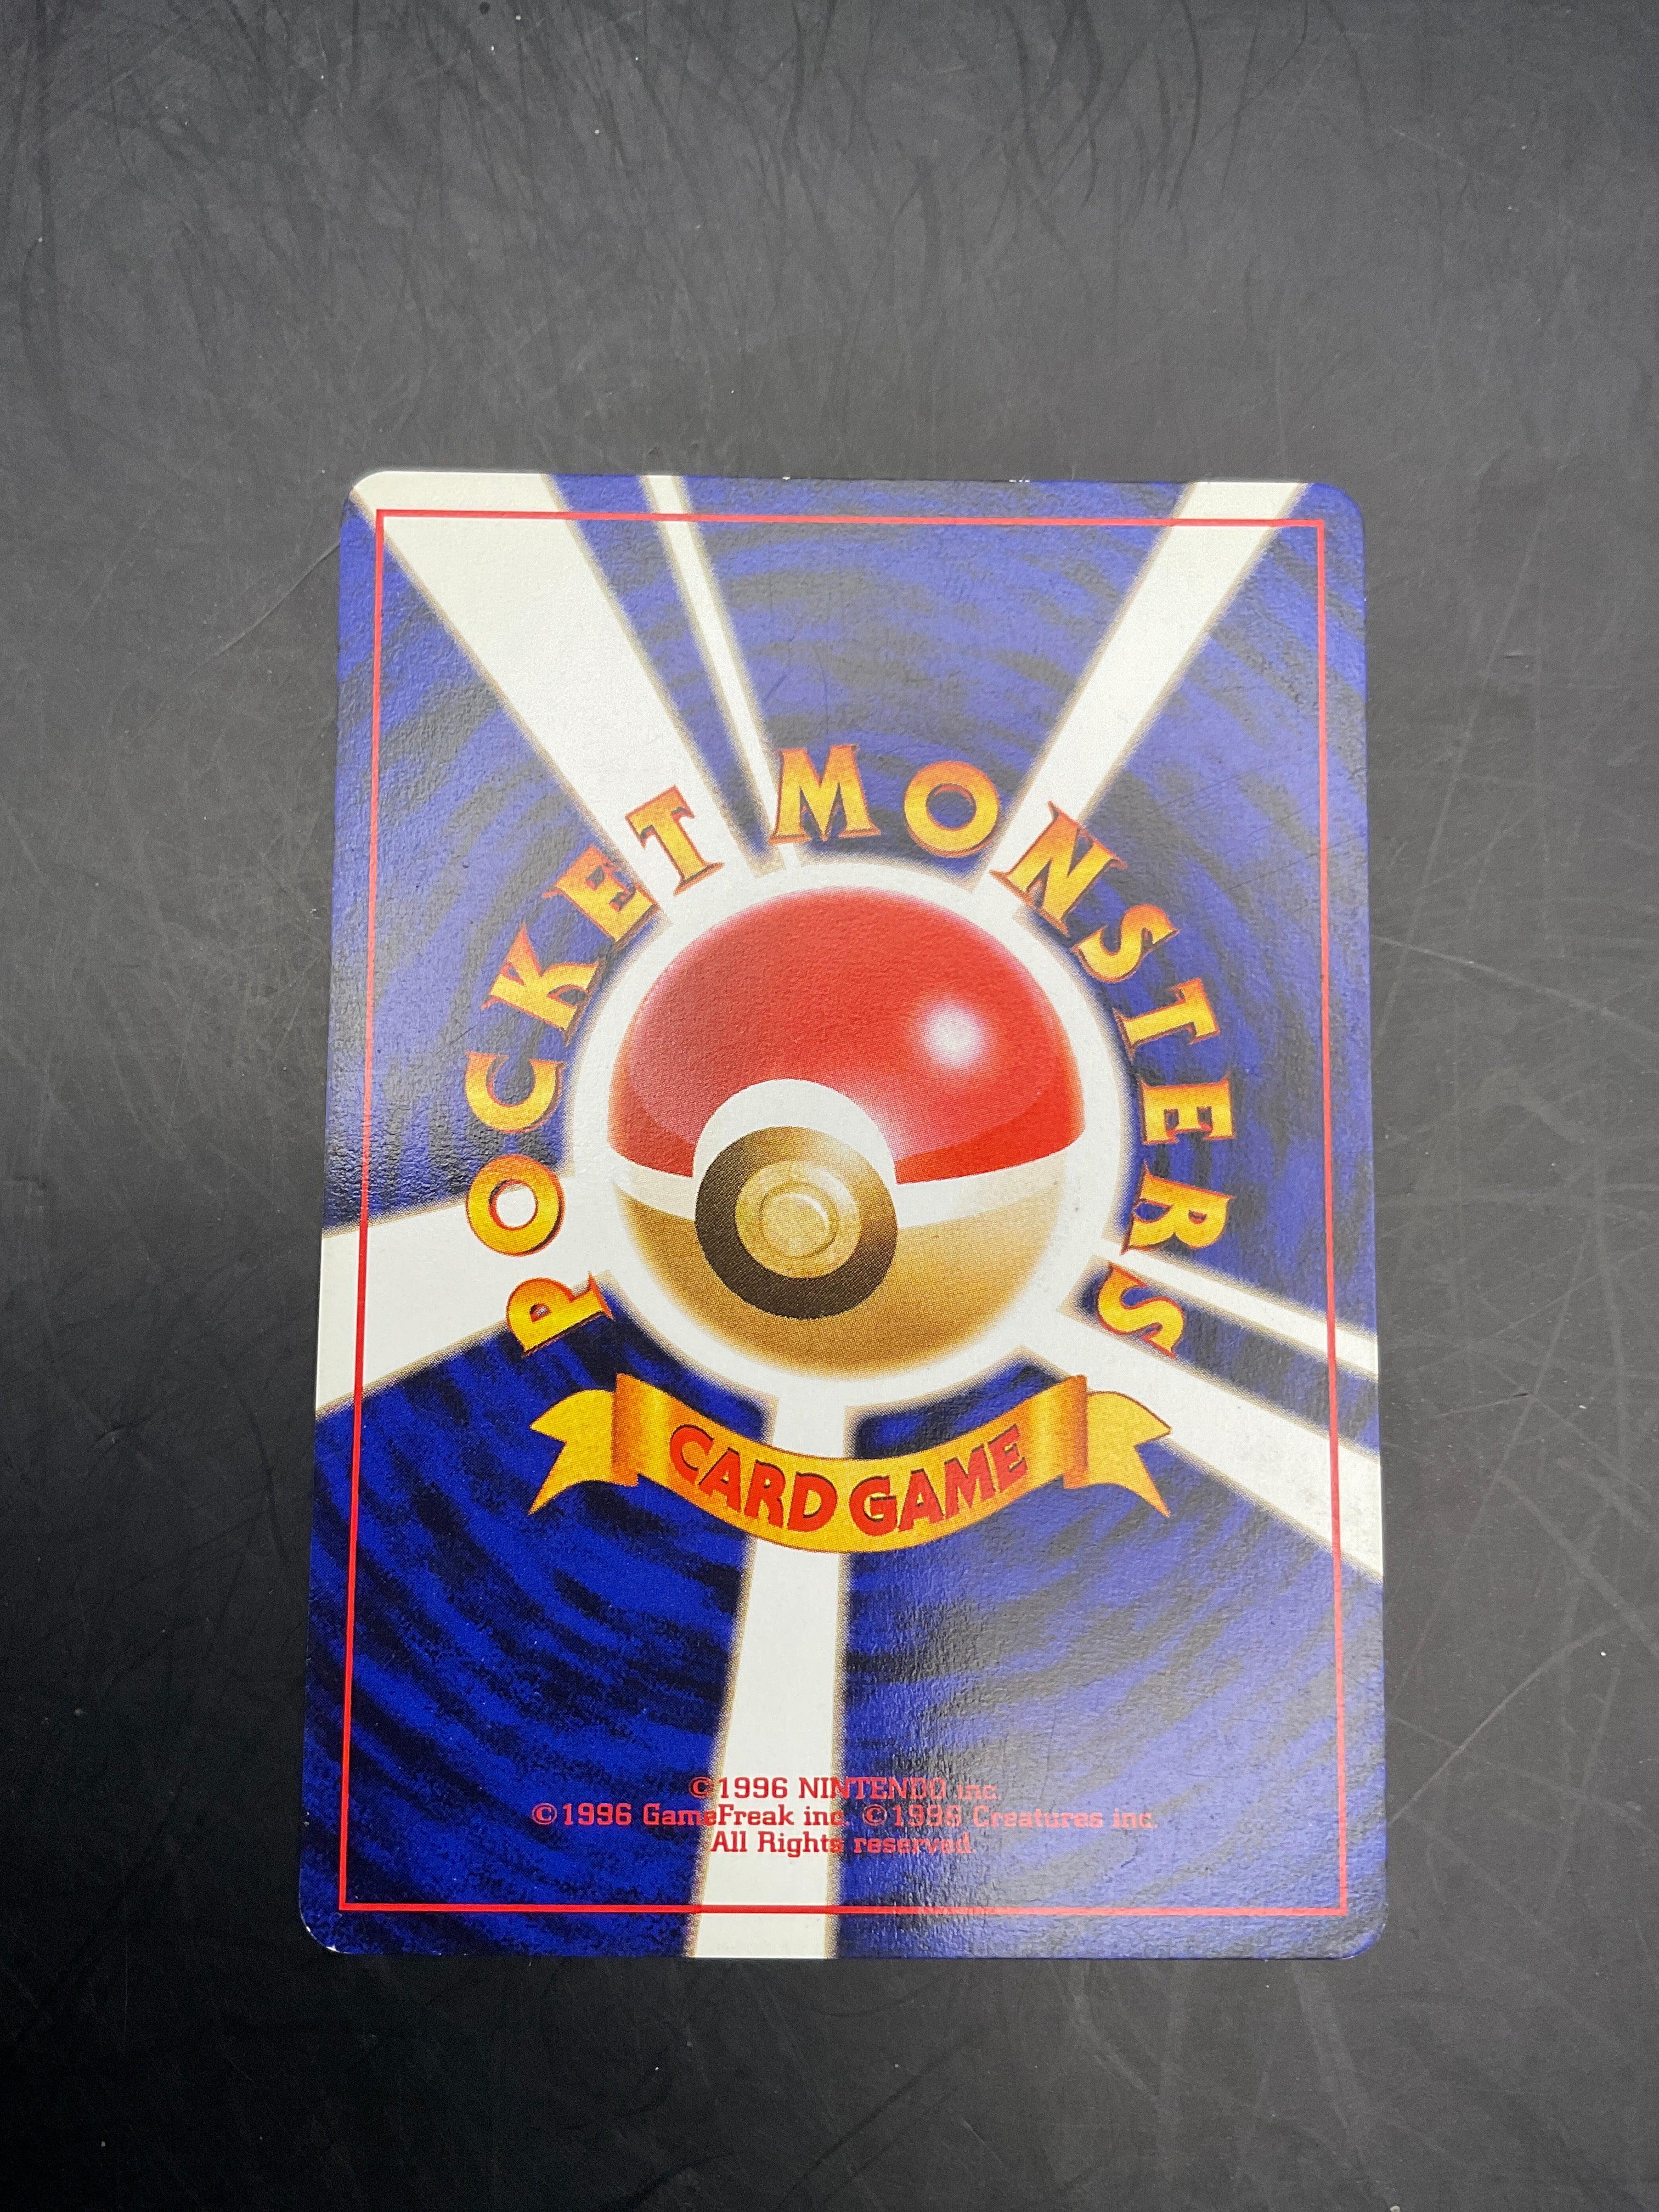 POCKET MONSTERS
CARD GAME
©1996 NINTENDO inc.
©1996 GameFreak inc. ©1996 Creatures inc.
All Rights reserved.